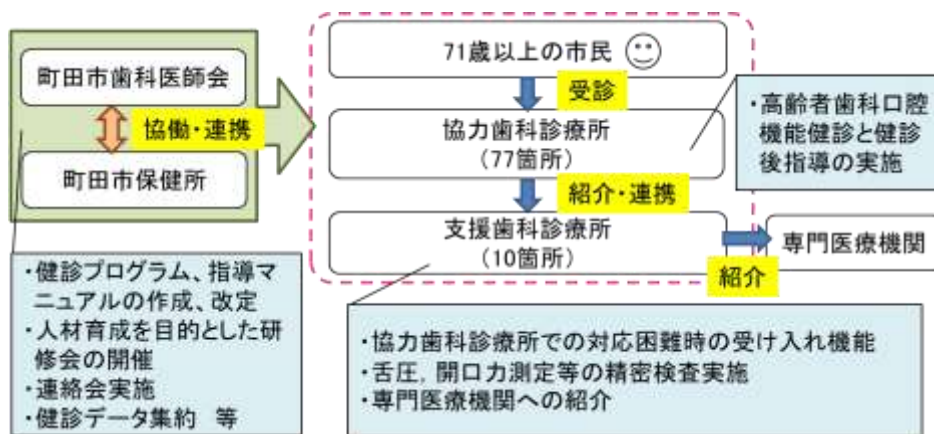 町田市歯科医師会
協働・連携
町田市保健所
・健診プログラム、指導マ
ニュアルの作成、改定
・人材育成を目的とした研
修会の開催
・連絡会実施
・健診データ集約　等
71歳以上の市民
受診
協力歯科診療所
(77箇所)
紹介・連携
支援歯科診療所
(10箇所)
・高齢者歯科口腔
機能健診と健診
後指導の実施
専門医療機関
紹介
・協力歯科診療所での対応困難時の受け入れ機能
・舌圧，開口力測定等の精密検査実施
・専門医療機関への紹介